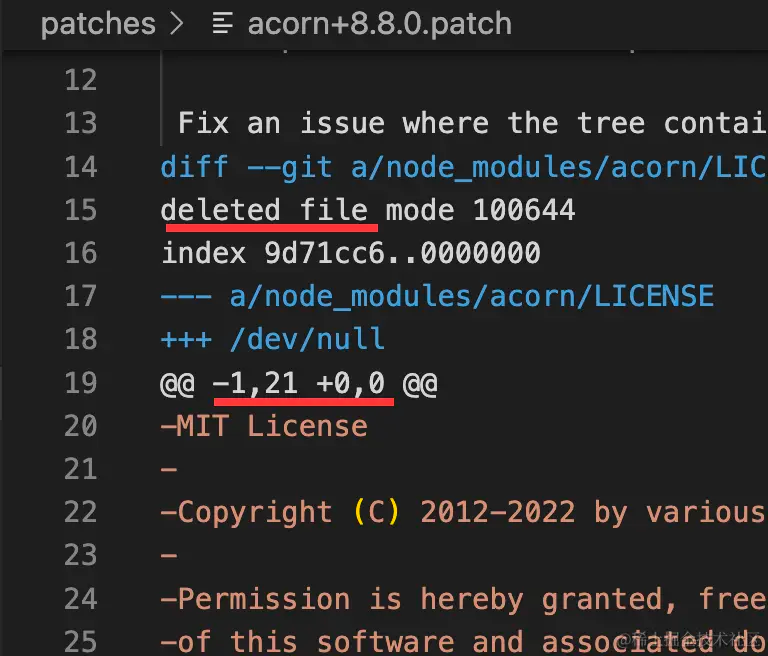 patches > acorn+8.8.0.patch
12
13 Fix an issue where the tree contai
14 diff --git a/node_modules/acorn/LIC
15 deleted file mode 100644
16 index 9d71cc6..0000000
17 --- a/node_modules/acorn/LICENSE
18 +++ /dev/null
19 @@ -1,21 +0,0 @@
20 -MIT License
21 -
22 -Copyright (C) 2012-2022 by various
23 -
24 -Permission is hereby granted, free
25 -of this software and associated do
@稀土掘金技术社区